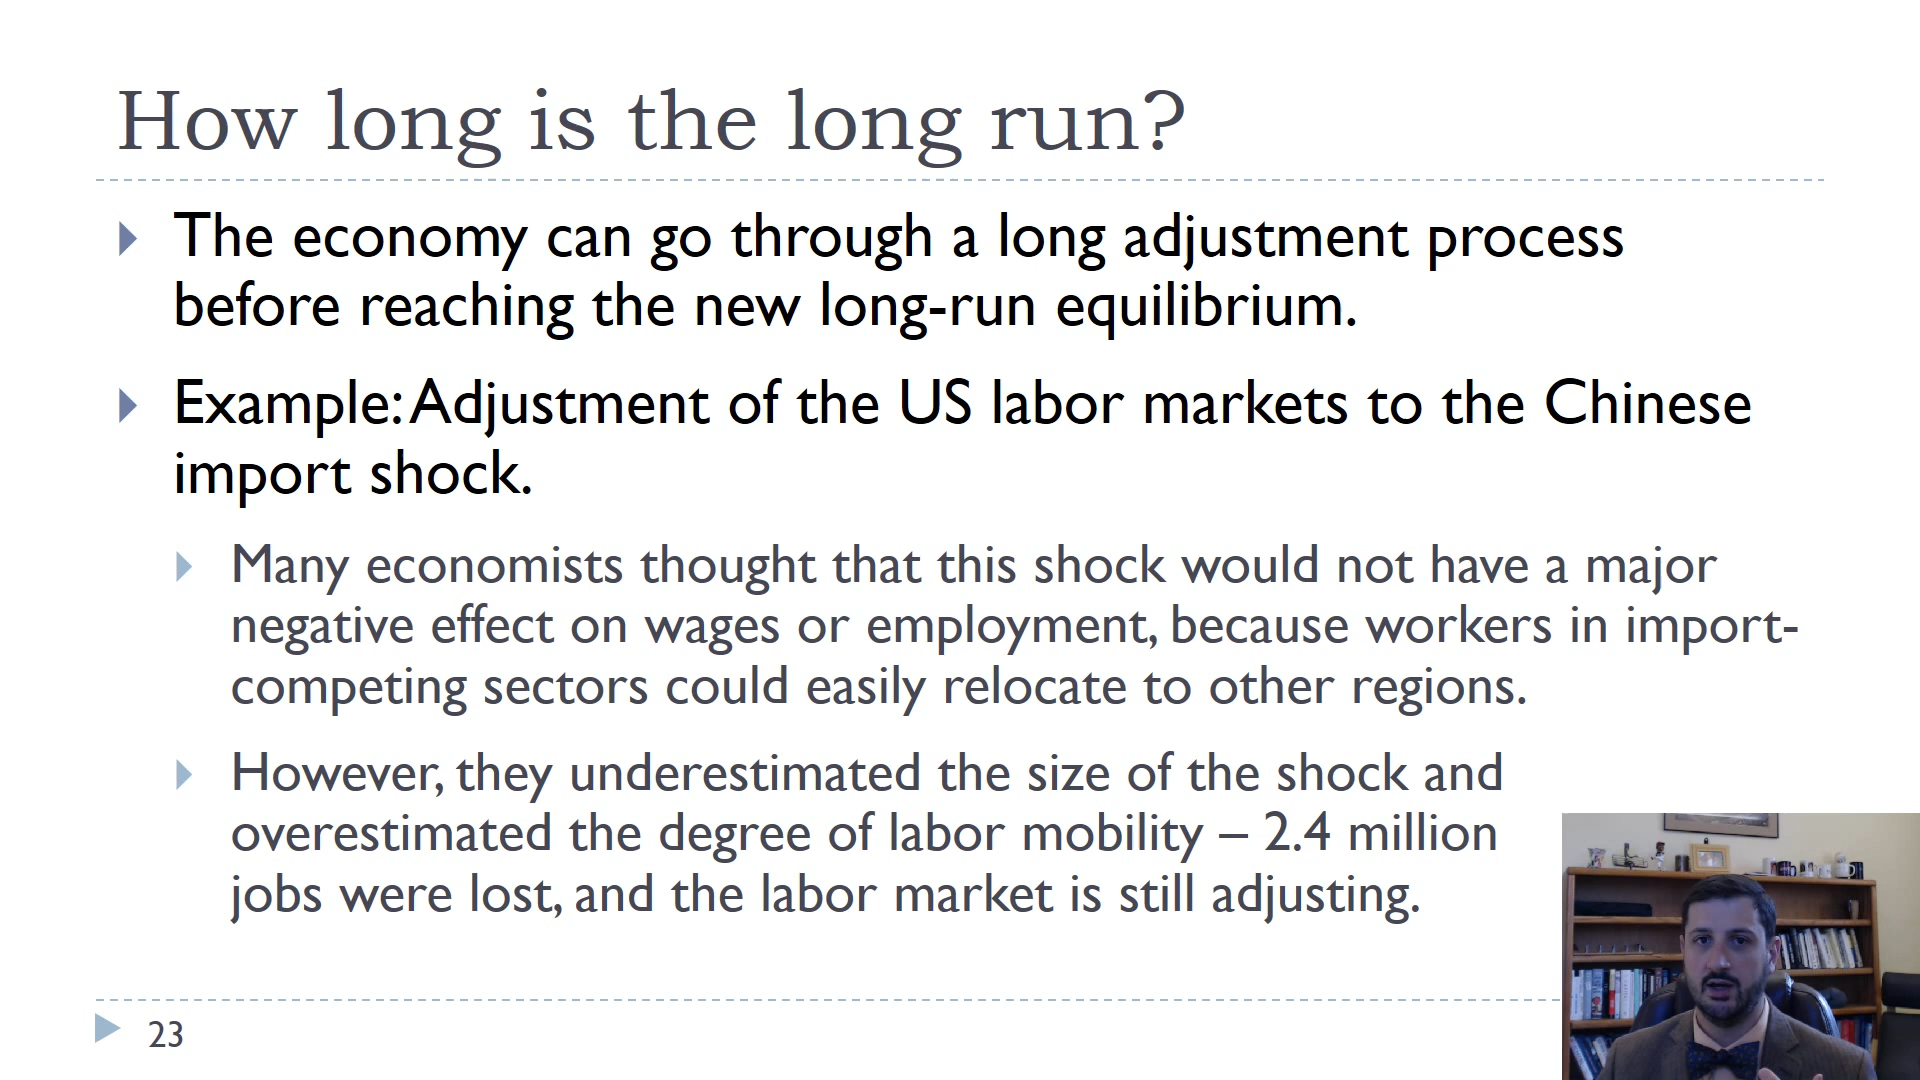 How long is the long run?
The economy can go through a long adjustment process
before reaching the new long-run equilibrium.
Example: Adjustment of the US labor markets to the Chinese
import shock.
Many economists thought that this shock would not have a major
negative effect on wages or employment, because workers in import-
competing sectors could easily relocate to other regions.
However, they underestimated the size of the shock and
overestimated the degree of labor mobility – 2.4 million
jobs were lost, and the labor market is still adjusting.
23